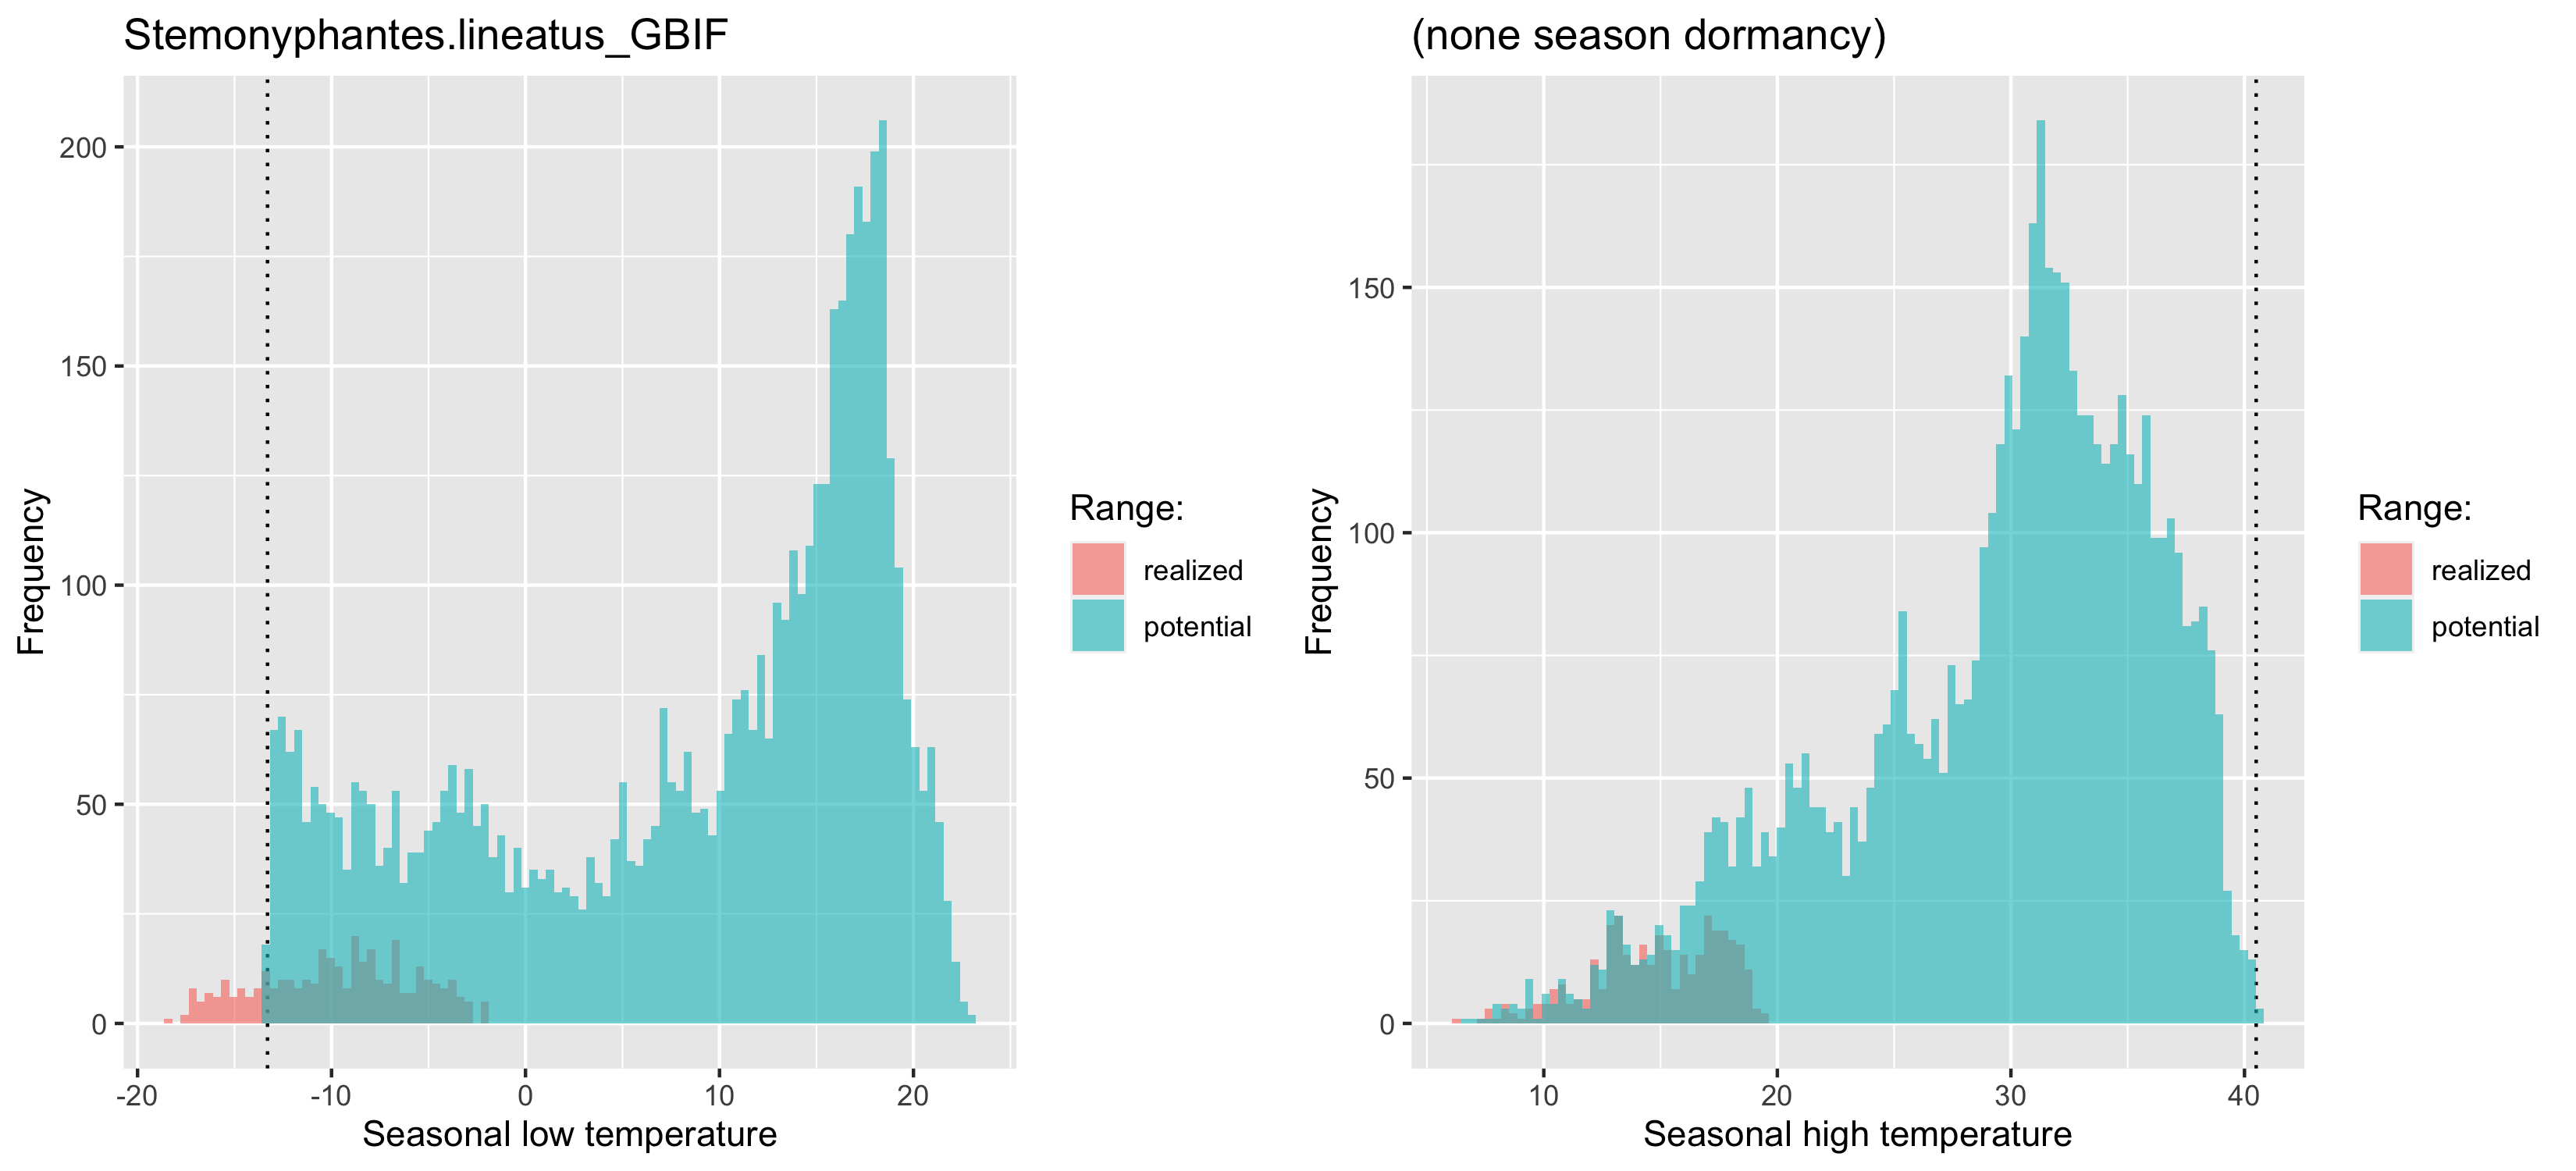 Stemonyphantes.lineatus_GBIF
200
150
100
50
0
-20
-10
0
10
20
Frequency
Seasonal low temperature
Range:
realized
potential
(none season dormancy)
150
100
50
0
10
20
30
40
Frequency
Seasonal high temperature
Range:
realized
potential